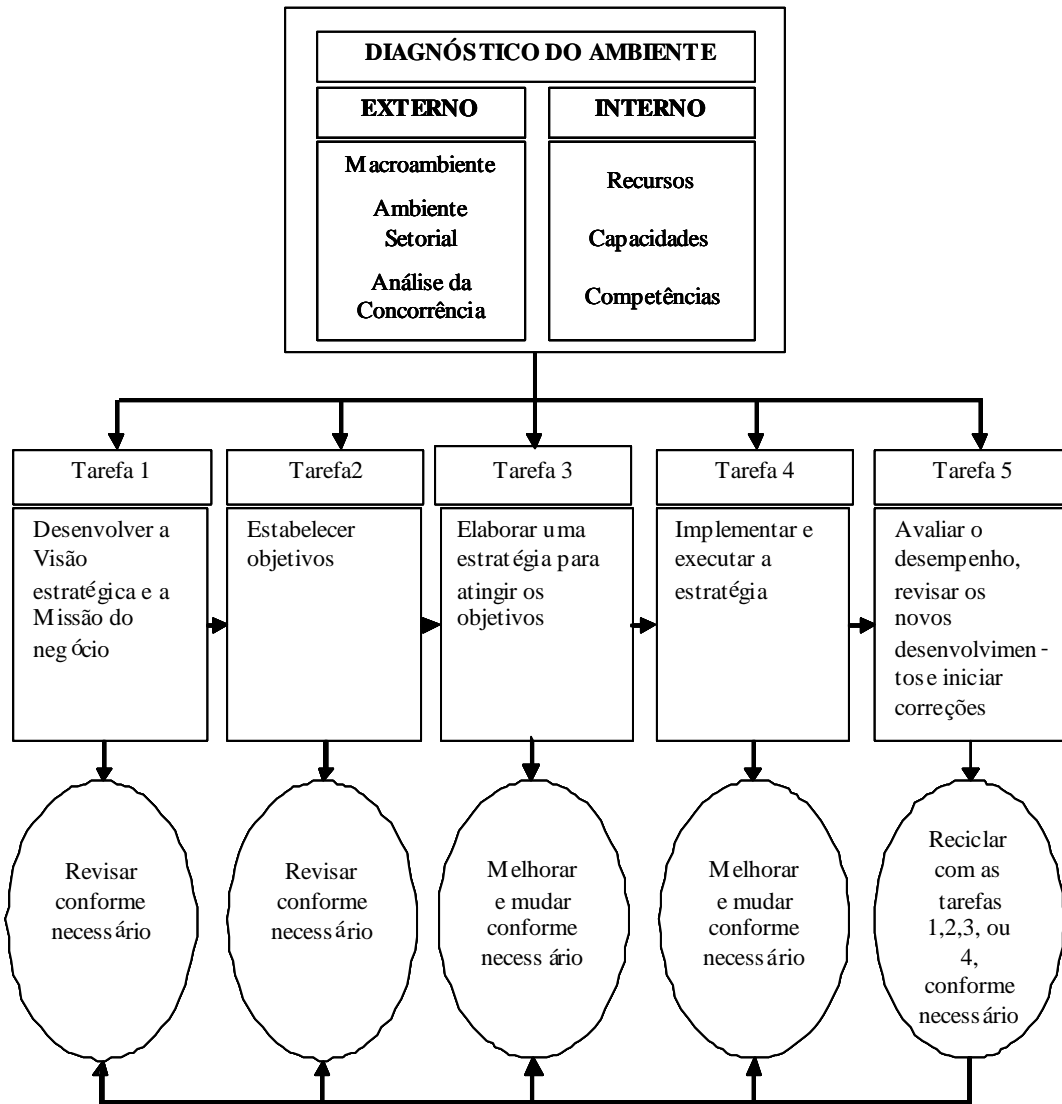 DIAGNÓSTICO DO AMBIENTE
EXTERNO
INTERNO
Macroambiente
Ambiente
Setorial
Análise da
Concorrência
Recursos
Capacidades
Competências
Tarefa 1
Desenvolver a
Visão
estratégica e a
Missão do
negócio
Tarefa2
Estabelecer
objetivos
Tarefa 3
Elaborar uma
estratégia para
atingir os
objetivos
Tarefa 4
Implementar e
executar a
estratégia
Tarefa 5
Avaliar o
desempenho,
revisar os
novos
desenvolvimen -
tos e iniciar
correções
Revisar
conforme
necessário
Revisar
conforme
necessário
Melhorar
e mudar
conforme
necessário
Melhorar
e mudar
conforme
necessário
Reciclar
com as
tarefas
1,2,3, ou
4,
conforme
necessário